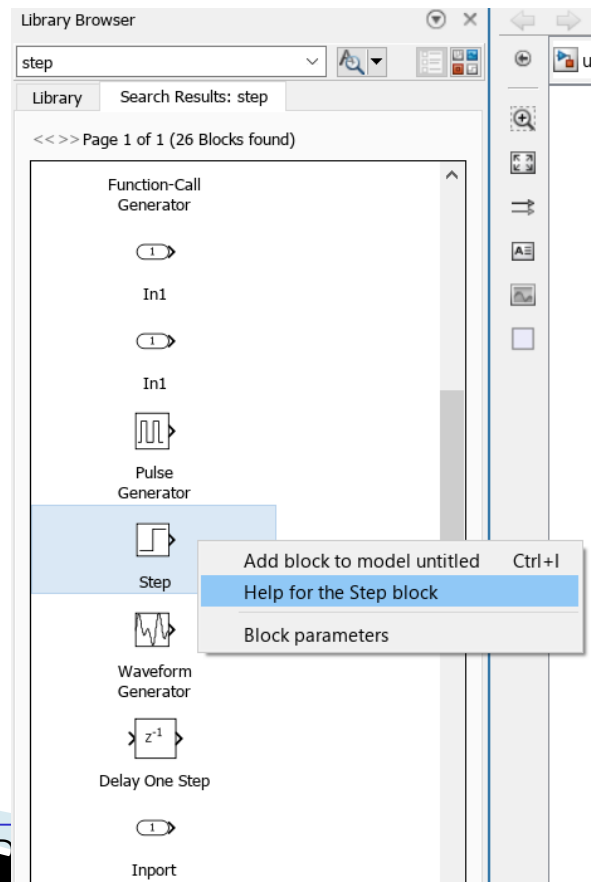 Library Browser
step
Library
Search Results: step
<< >> Page 1 of 1 (26 Blocks found)
Function-Call
Generator
1
In1
1
In1
Pulse
Generator
Step
Add block to model untitled Ctrl+I
Help for the Step block
Block parameters
Waveform
Generator
z-1
Delay One Step
1
Inport
u
A